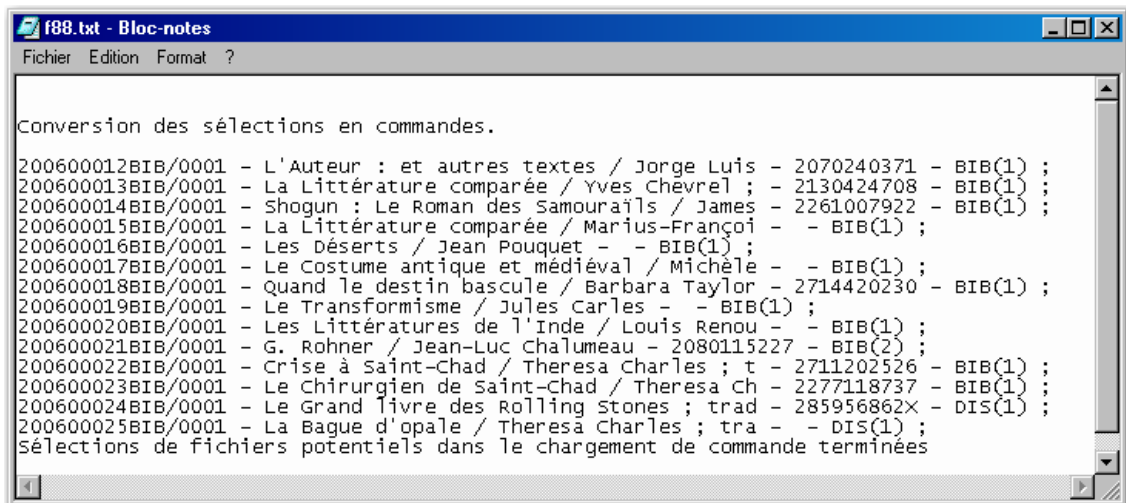 f88.txt - Bloc-notes
Fichier Edition Format ?
Conversion des sélections en commandes.
200600012BIB/0001 - L'Auteur : et autres textes / Jorge Luis - 2070240371 - BIB(1) ;
200600013BIB/0001 - La Littérature comparée / Yves Chevrel ; - 2130424708 - BIB(1) ;
200600014BIB/0001 - Shogun : Le Roman des Samouraïls / James - 2261007922 - BIB(1) ;
200600015BIB/0001 - La Littérature comparée / Marius-Françoi - - BIB(1) ;
200600016BIB/0001 - Les Déserts / Jean Pouquet - - BIB(1) ;
200600017BIB/0001 - Le Costume antique et médiéval / Michèle - - BIB(1) ;
200600018BIB/0001 - Quand le destin bascule / Barbara Taylor - 2714420230 - BIB(1) ;
200600019BIB/0001 - Le Transformisme / Jules Carles - - BIB(1) ;
200600020BIB/0001 - Les Littératures de l'Inde / Louis Renou - - BIB(1) ;
200600021BIB/0001 - G. Rohner / Jean-Luc Chalumeau - 2080115227 - BIB(2) ;
200600022BIB/0001 - Crise à Saint-Chad / Theresa Charles ; t - 2711202526 - BIB(1) ;
200600023BIB/0001 - Le Chirurgien de Saint-Chad / Theresa Ch - 2277118737 - BIB(1) ;
200600024BIB/0001 - Le Grand livre des Rolling Stones ; trad - 285956862X - DIS(1) ;
200600025BIB/0001 - La Bague d'opale / Theresa Charles ; tra - - DIS(1) ;
Sélections de fichiers potentiels dans le chargement de commande terminées